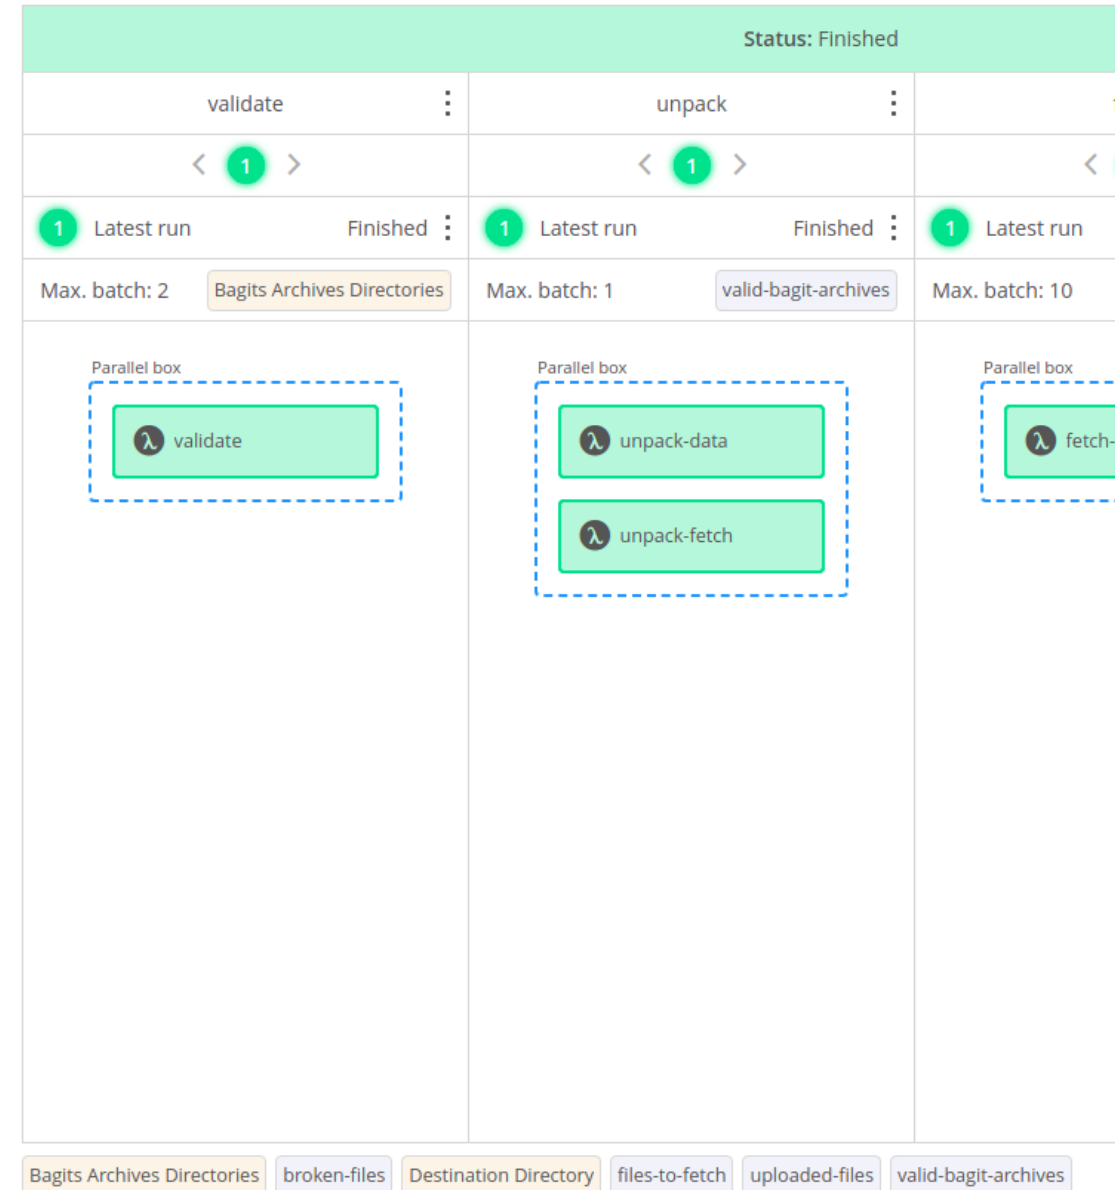 Status: Finished
validate
unpack
1
1
1 Latest run Finished
1 Latest run Finished
1 Latest run
Max. batch: 2 Bagits Archives Directories
Max. batch: 1 valid-bagit-archives
Max. batch: 10
Parallel box
λ validate
Parallel box
λ unpack-data
λ unpack-fetch
Parallel box
λ fetch-
Bagits Archives Directories broken-files Destination Directory files-to-fetch uploaded-files valid-bagit-archives